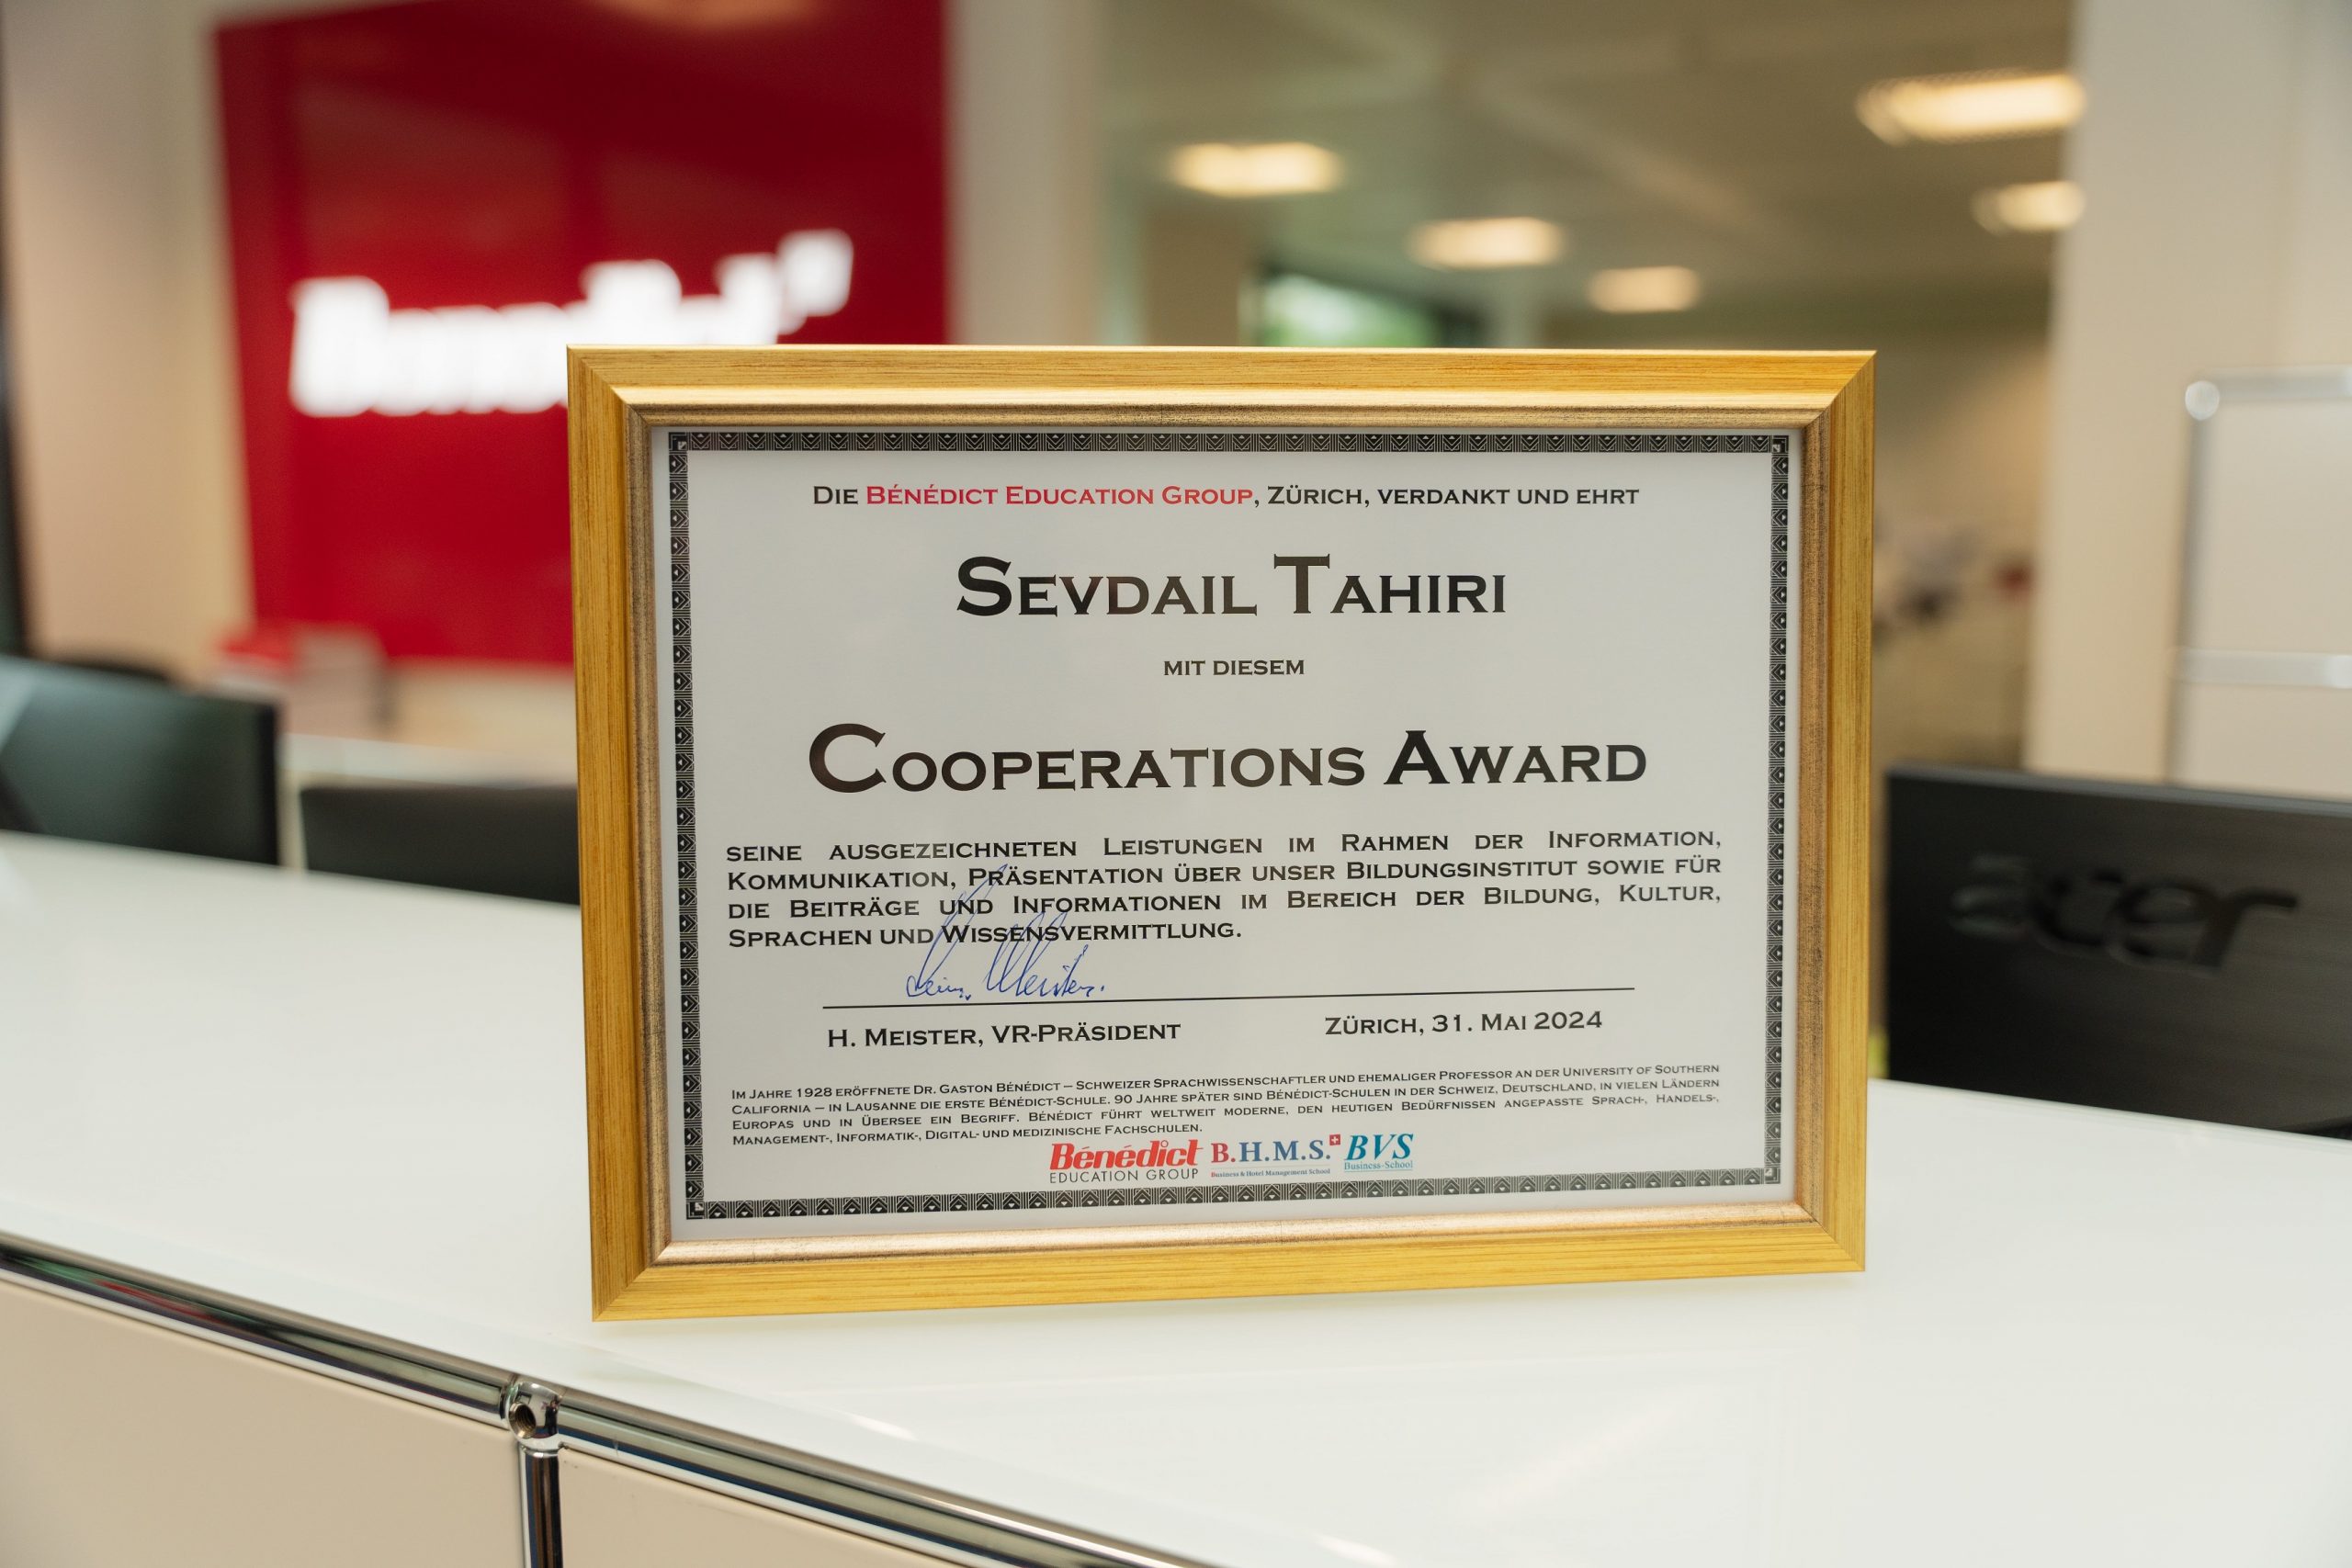 DIE BÉNÉDICT EDUCATION GROUP, ZÜRICH, VERDANKT UND EHRT
SEVDAIL TAHIRI
MIT DIESEM
COOPERATIONS AWARD
SEINE AUSGEZEICHNETEN LEISTUNGEN IM RAHMEN DER INFORMATION,
KOMMUNIKATION, PRÄSENTATION ÜBER UNSER BILDUNGSINSTITUT SOWIE FÜR
DIE BEITRÄGE UND INFORMATIONEN IM BEREICH DER BILDUNG, KULTUR,
SPRACHEN UND WISSENSVERMITTLUNG.
H. MEISTER, VR-PRÄSIDENT ZÜRICH, 31. MAI 2024
IM JAHRE 1928 ERÖFFNETE DR. GASTON BÉNÉDICT – SCHWEIZER SPRACHWISSENSCHAFTLER UND EHEMALIGER PROFESSOR AN DER UNIVERSITY OF SOUTHERN
CALIFORNIA – IN LAUSANNE DIE ERSTE BÉNÉDICT-SCHULE. 90 JAHRE SPÄTER SIND BÉNÉDICT-SCHULEN IN DER SCHWEIZ, DEUTSCHLAND, IN VIELEN LÄNDERN
EUROPAS UND IN ÜBERSEE EIN BEGRIFF. BÉNÉDICT FÜHRT WELTWEIT MODERNE, DEN HEUTIGEN BEDÜRFNISSEN ANGEPASSTE SPRACH-, HANDELS-,
MANAGEMENT-, INFORMATIK-, DIGITAL- UND MEDIZINISCHE FACHSCHULEN.
Bénédict B.H.M.S. BVS
EDUCATION GROUP Business & Hotel Management School Business-School
acer